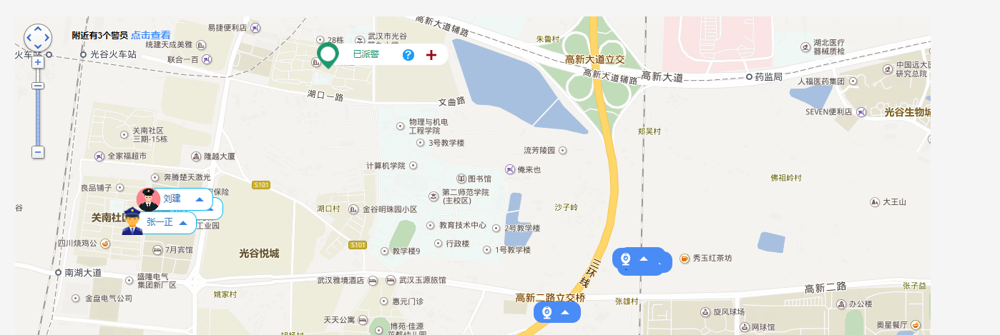 附近有3个警员 点击查看
易捷便利店
28栋
武汉市光谷
高新大道辅路
朱鲁村
火车站
光谷火车站
统建天成美雅
联合一百
已派警
?
高新大道立交
高新大道辅路
高新大道
药监局
湖北医疗
器械质检
中国远大医
研究总院
人福医药集团
SEVEN便利店
光谷生物城
湖口一路
文曲路
关南社区
三期-15栋
物理与机电
工程学院
3号教学楼
郑吴村
全家福超市
隆越大厦
计算机学院
流芳陵园
俺来也
图书馆
奔腾楚天激光
良品铺子
S101
第二师范学院
(主校区)
佛祖岭村
大王山
刘建
保险
谷
湖口村
金谷明珠园小区
沙子岭
关南社区
张一正
工业园
教育技术中心
2号教学楼
四川烧鸡公
7月宾馆
光谷悦城
S101
教学楼9
行政楼
1号教学楼
秀玉红茶坊
三环线
南湖大道
盛隆电气
集团新厂区
武汉雅境酒店
武汉玉源旅馆
姚家村
金盘电气公司
惠元门诊
高新二路立交桥
张雄村
高新二路
张子益
办公楼
天天公寓
博苑·佳源
花都幼儿园
旋风球场
网球馆
奥星餐厅
胡杨村